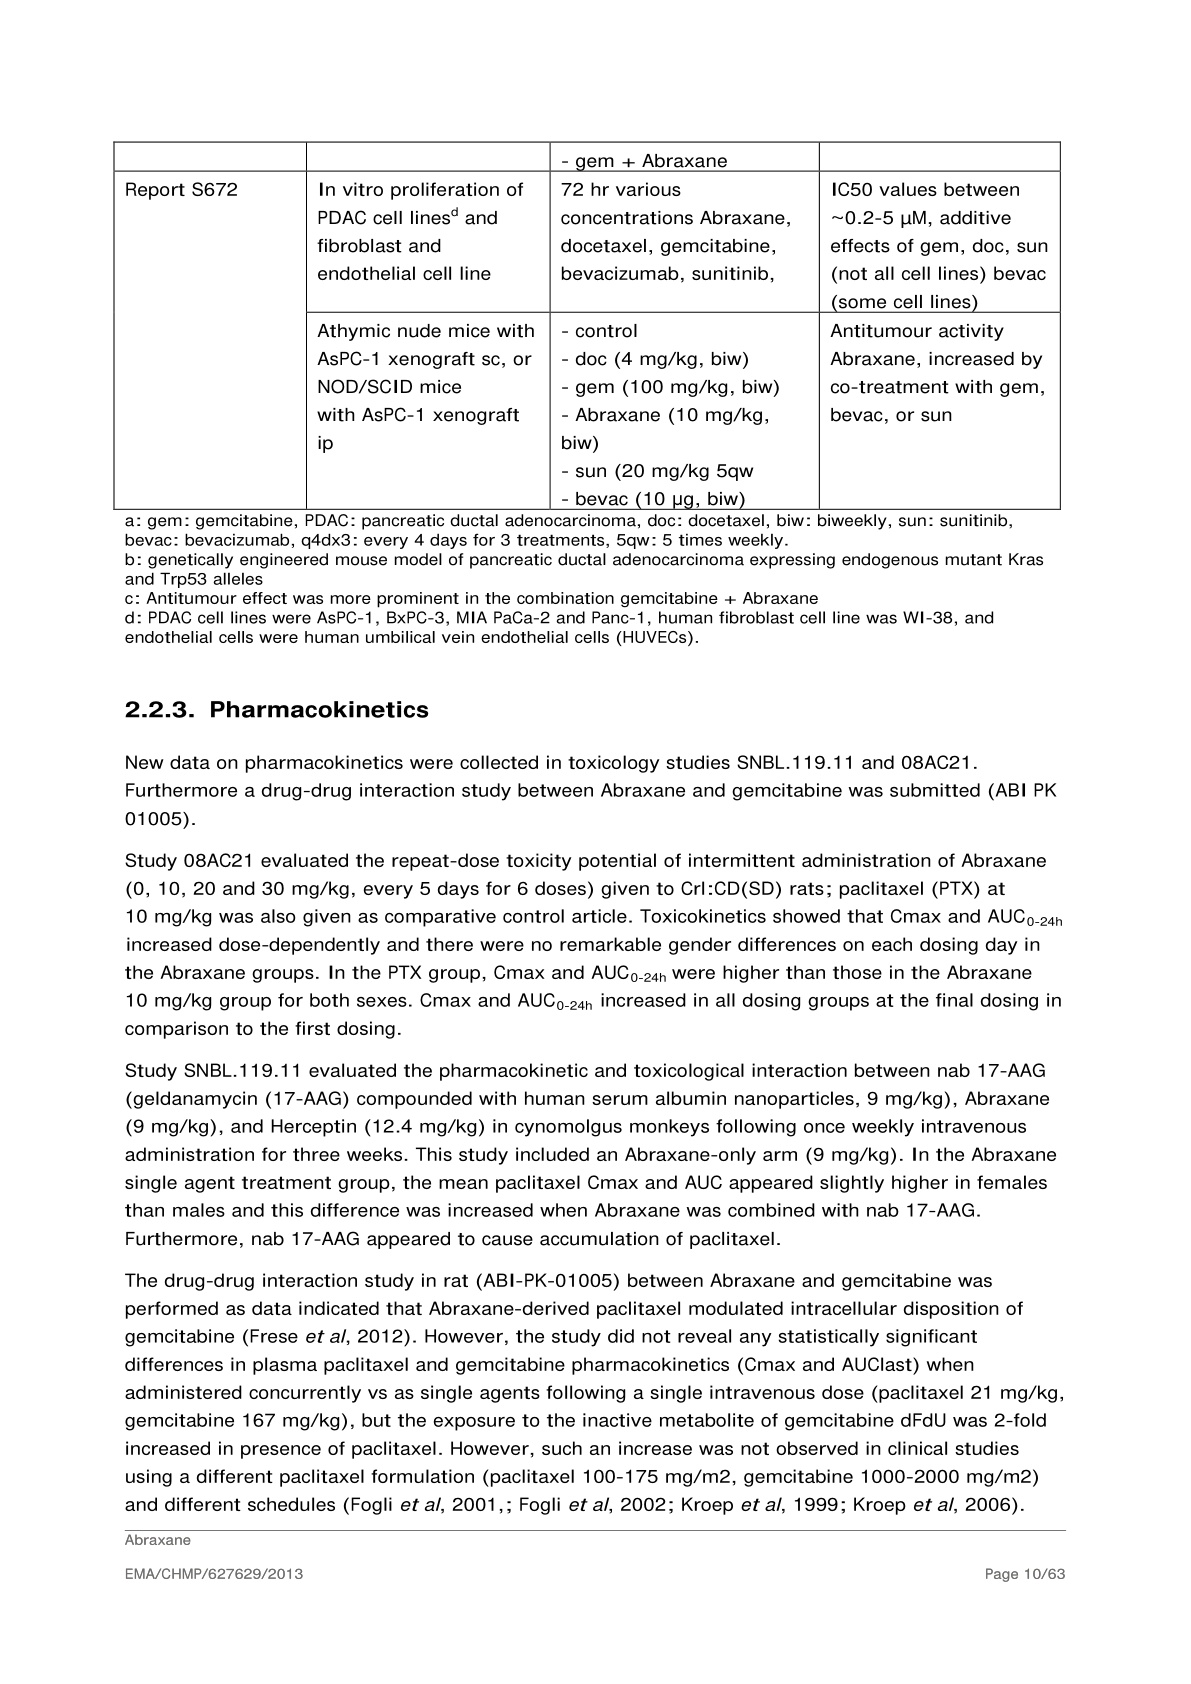 - gem + Abraxane
Report S672
In vitro proliferation of
PDAC cell linesd and
fibroblast and
endothelial cell line
72 hr various
concentrations Abraxane,
docetaxel, gemcitabine,
bevacizumab, sunitinib,
IC50 values between
~0.2-5 µM, additive
effects of gem, doc, sun
(not all cell lines) bevac
(some cell lines)
Athymic nude mice with
AsPC-1 xenograft sc, or
NOD/SCID mice
with AsPC-1 xenograft
ip
- control
- doc (4 mg/kg, biw)
- gem (100 mg/kg, biw)
- Abraxane (10 mg/kg,
biw)
- sun (20 mg/kg 5qw
- bevac (10 µg, biw)
Antitumour activity
Abraxane, increased by
co-treatment with gem,
bevac, or sun
a: gem: gemcitabine, PDAC: pancreatic ductal adenocarcinoma, doc: docetaxel, biw: biweekly, sun: sunitinib,
bevac: bevacizumab, q4dx3: every 4 days for 3 treatments, 5qw: 5 times weekly.
b: genetically engineered mouse model of pancreatic ductal adenocarcinoma expressing endogenous mutant Kras
and Trp53 alleles
c: Antitumour effect was more prominent in the combination gemcitabine + Abraxane
d: PDAC cell lines were AsPC-1, BxPC-3, MIA PaCa-2 and Panc-1, human fibroblast cell line was WI-38, and
endothelial cells were human umbilical vein endothelial cells (HUVECs).
2.2.3. Pharmacokinetics
New data on pharmacokinetics were collected in toxicology studies SNBL.119.11 and 08AC21.
Furthermore a drug-drug interaction study between Abraxane and gemcitabine was submitted (ABI PK
01005).
Study 08AC21 evaluated the repeat-dose toxicity potential of intermittent administration of Abraxane
(0, 10, 20 and 30 mg/kg, every 5 days for 6 doses) given to Crl:CD(SD) rats; paclitaxel (PTX) at
10 mg/kg was also given as comparative control article. Toxicokinetics showed that Cmax and AUC0-24h
increased dose-dependently and there were no remarkable gender differences on each dosing day in
the Abraxane groups. In the PTX group, Cmax and AUC0-24h were higher than those in the Abraxane
10 mg/kg group for both sexes. Cmax and AUC0-24h increased in all dosing groups at the final dosing in
comparison to the first dosing.
Study SNBL.119.11 evaluated the pharmacokinetic and toxicological interaction between nab 17-AAG
(geldanamycin (17-AAG) compounded with human serum albumin nanoparticles, 9 mg/kg), Abraxane
(9 mg/kg), and Herceptin (12.4 mg/kg) in cynomolgus monkeys following once weekly intravenous
administration for three weeks. This study included an Abraxane-only arm (9 mg/kg). In the Abraxane
single agent treatment group, the mean paclitaxel Cmax and AUC appeared slightly higher in females
than males and this difference was increased when Abraxane was combined with nab 17-AAG.
Furthermore, nab 17-AAG appeared to cause accumulation of paclitaxel.
The drug-drug interaction study in rat (ABI-PK-01005) between Abraxane and gemcitabine was
performed as data indicated that Abraxane-derived paclitaxel modulated intracellular disposition of
gemcitabine (Frese et al, 2012). However, the study did not reveal any statistically significant
differences in plasma paclitaxel and gemcitabine pharmacokinetics (Cmax and AUClast) when
administered concurrently vs as single agents following a single intravenous dose (paclitaxel 21 mg/kg,
gemcitabine 167 mg/kg), but the exposure to the inactive metabolite of gemcitabine dFdU was 2-fold
increased in presence of paclitaxel. However, such an increase was not observed in clinical studies
using a different paclitaxel formulation (paclitaxel 100-175 mg/m2, gemcitabine 1000-2000 mg/m2)
and different schedules (Fogli et al, 2001,; Fogli et al, 2002; Kroep et al, 1999; Kroep et al, 2006).
Abraxane
EMA/CHMP/627629/2013
Page 10/63